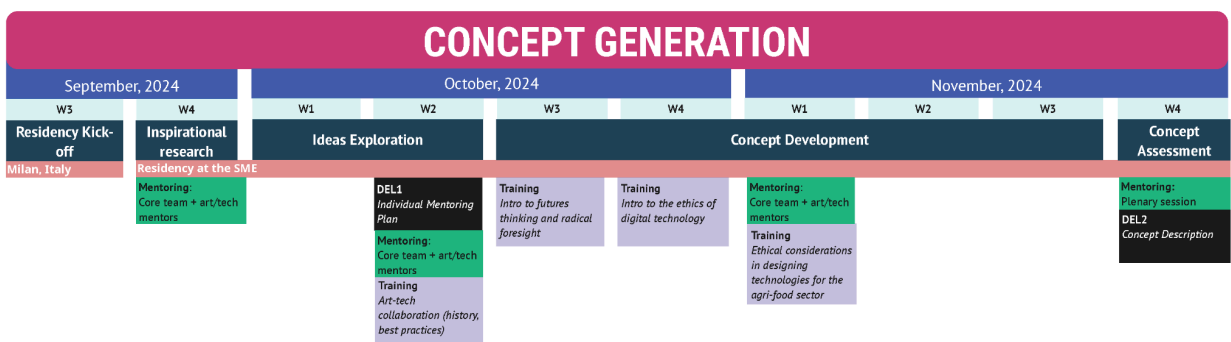 CONCEPT GENERATION
September, 2024
October, 2024
November, 2024
W3
W4
W1
W2
W3
W4
W1
W2
W3
W4
Residency Kick-
off
Inspirational
research
Ideas Exploration
Concept Development
Concept
Assessment
Milan, Italy
Residency at the SME
Mentoring:
Core team + art/tech
mentors
DEL1
Individual Mentoring
Plan
Mentoring:
Core team + art/tech
mentors
Training
Art-tech
collaboration (history,
best practices)
Training
Intro to futures
thinking and radical
foresight
Training
Intro to the ethics of
digital technology
Mentoring:
Core team + art/tech
mentors
Training
Ethical considerations
in designing
technologies for the
agri-food sector
Mentoring:
Plenary session
DEL2
Concept Description